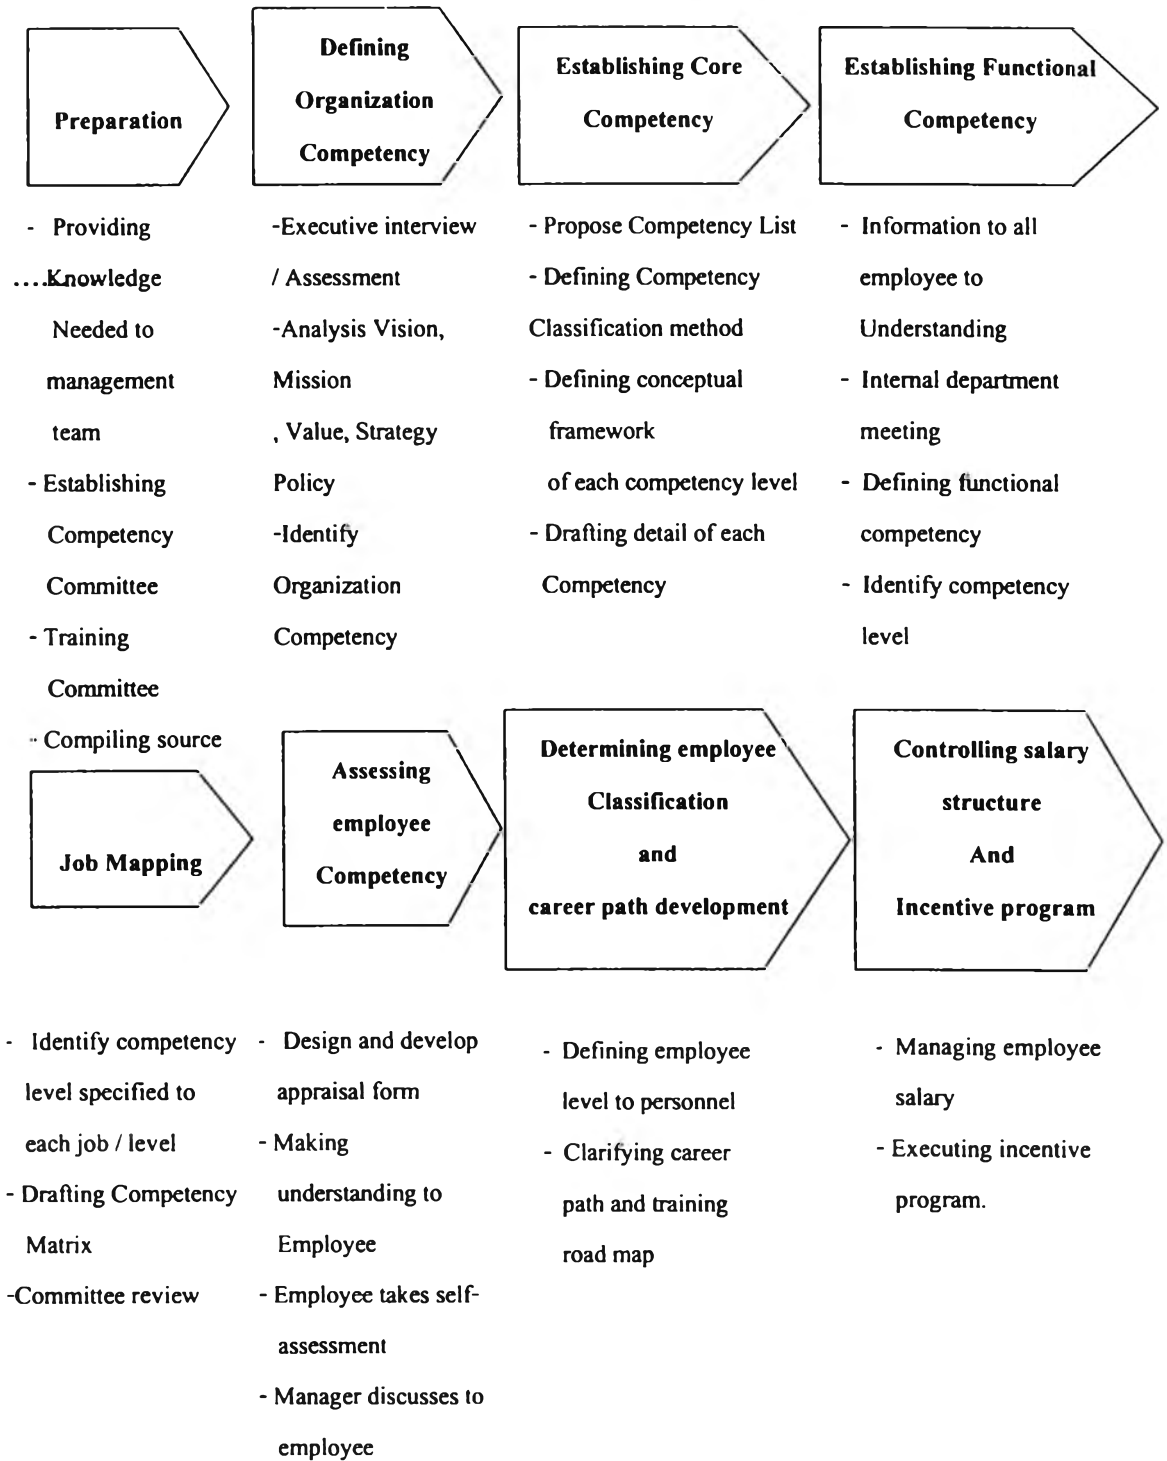 Preparation
Defining
Organization
Competency
Establishing Core
Competency
Establishing Functional
Competency
- Providing
....Knowledge
Needed to
management
team
- Establishing
Competency
Committee
- Training
Committee
- Compiling source
-Executive interview
/ Assessment
-Analysis Vision,
Mission
, Value, Strategy
Policy
-Identify
Organization
Competency
- Propose Competency List
- Defining Competency
Classification method
- Defining conceptual
framework
of each competency level
- Drafting detail of each
Competency
- Information to all
employee to
Understanding
- Internal department
meeting
- Defining functional
competency
- Identify competency
level
Job Mapping
Assessing
employee
Competency
Determining employee
Classification
and
career path development
Controlling salary
structure
And
Incentive program
- Identify competency
level specified to
each job / level
- Drafting Competency
Matrix
-Committee review
- Design and develop
appraisal form
- Making
understanding to
Employee
- Employee takes self-
assessment
- Manager discusses to
employee
- Defining employee
level to personnel
- Clarifying career
path and training
road map
- Managing employee
salary
- Executing incentive
program.